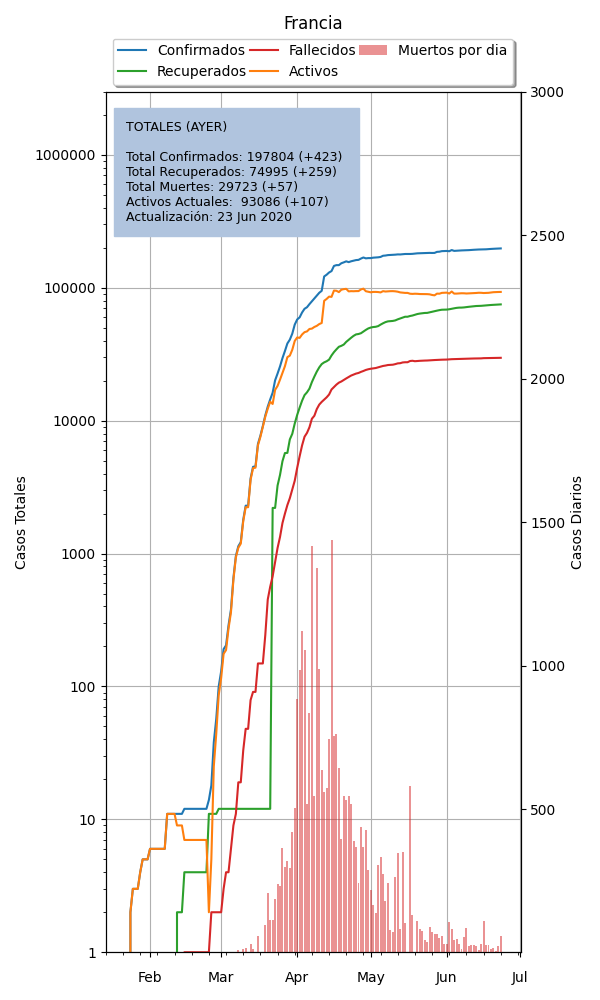 Francia
Confirmados
Recuperados
Fallecidos
Activos
Muertos por dia
TOTALES (AYER)
Total Confirmados: 197804 (+423)
Total Recuperados: 74995 (+259)
Total Muertes: 29723 (+57)
Activos Actuales:  93086 (+107)
Actualización: 23 Jun 2020
Casos Totales
1000000
100000
10000
1000
100
10
1
Casos Diarios
3000
2500
2000
1500
1000
500
Feb Mar Apr May Jun Jul